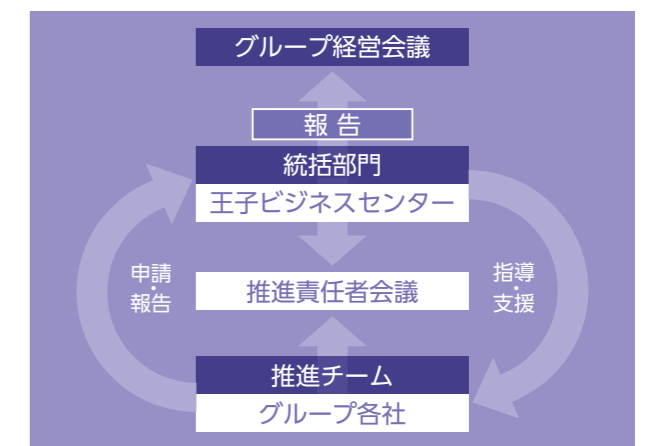 グループ経営会議
報告
統括部門
王子ビジネスセンター
申請・
報告
推進責任者会議
指導・
支援
推進チーム
グループ各社